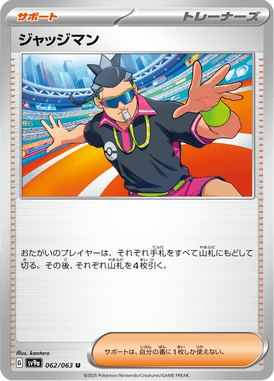 サポート
トレーナーズ
ジャッジマン
おたがいのプレイヤーは、それぞれ手札をすべて山札にもどして
切る。その後、それぞれ山札を4枚引く。
illus. kantaro
G sv9a 062/063 U
サポートは、自分の番に1枚しか使えない。
©2025 Pokémon/Nintendo/Creatures/GAME FREAK.